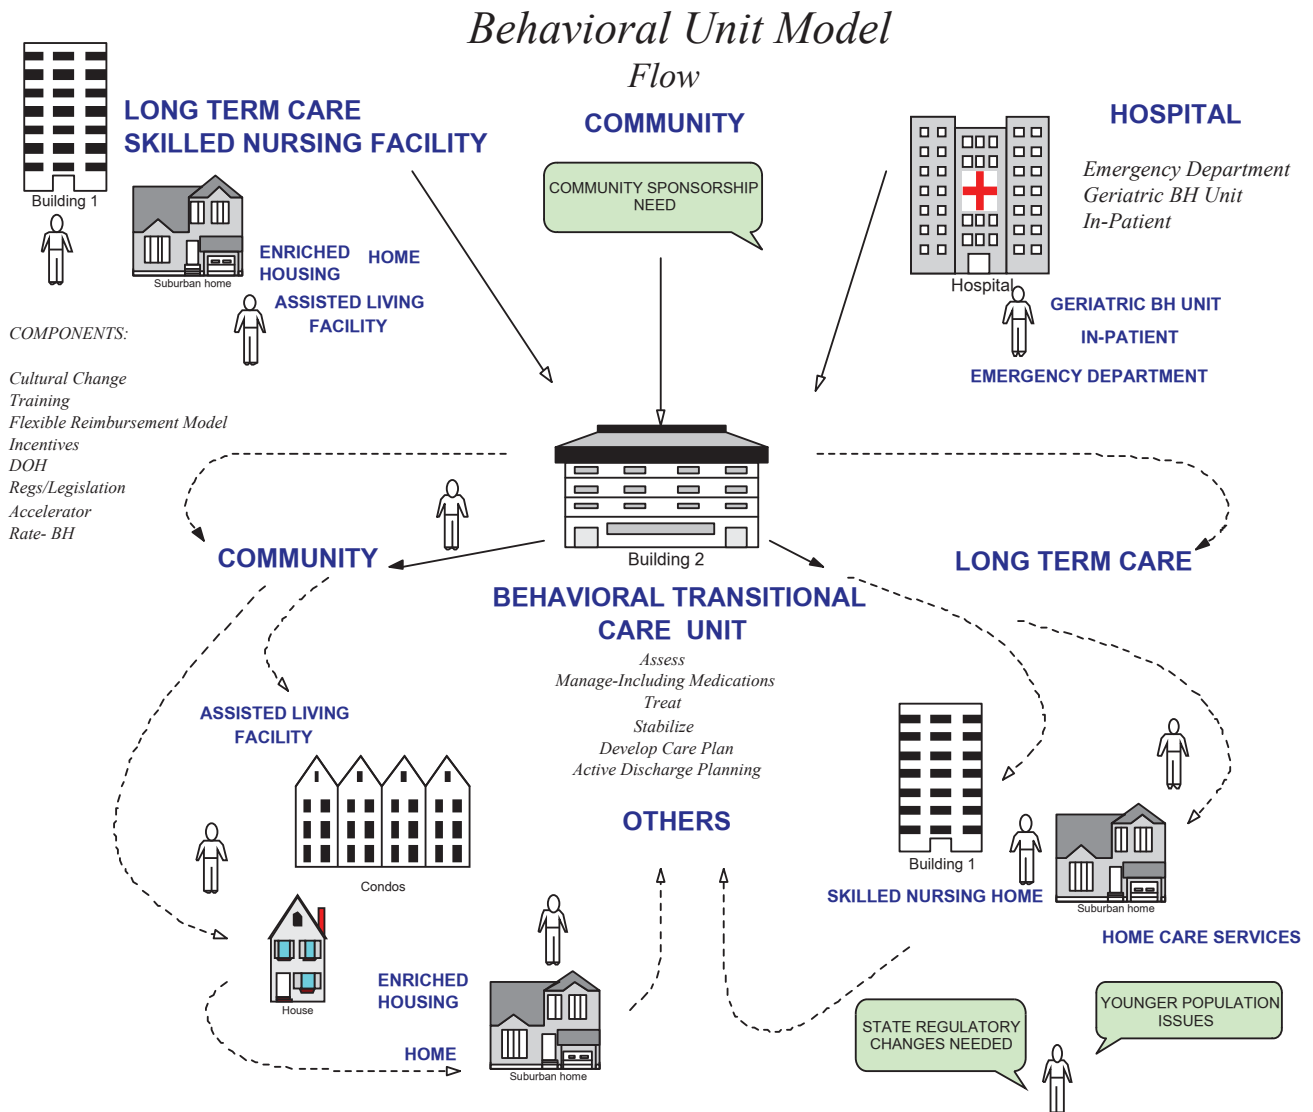 Behavioral Unit Model
Flow
LONG TERM CARE
SKILLED NURSING FACILITY
COMMUNITY
HOSPITAL
COMMUNITY SPONSORSHIP
NEED
Emergency Department
Geriatric BH Unit
In-Patient
Building 1
Suburban home
ENRICHED
HOUSING
HOME
ASSISTED LIVING
FACILITY
Hospital
GERIATRIC BH UNIT
IN-PATIENT
EMERGENCY DEPARTMENT
COMPONENTS:
Cultural Change
Training
Flexible Reimbursement Model
Incentives
DOH
Regs/Legislation
Accelerator
Rate- BH
Building 2
COMMUNITY
LONG TERM CARE
BEHAVIORAL TRANSITIONAL
CARE UNIT
Assess
Manage-Including Medications
Treat
Stabilize
Develop Care Plan
Active Discharge Planning
OTHERS
ASSISTED LIVING
FACILITY
Condos
House
ENRICHED
HOUSING
HOME
Suburban home
Building 1
SKILLED NURSING HOME
Suburban home
HOME CARE SERVICES
STATE REGULATORY
CHANGES NEEDED
YOUNGER POPULATION
ISSUES